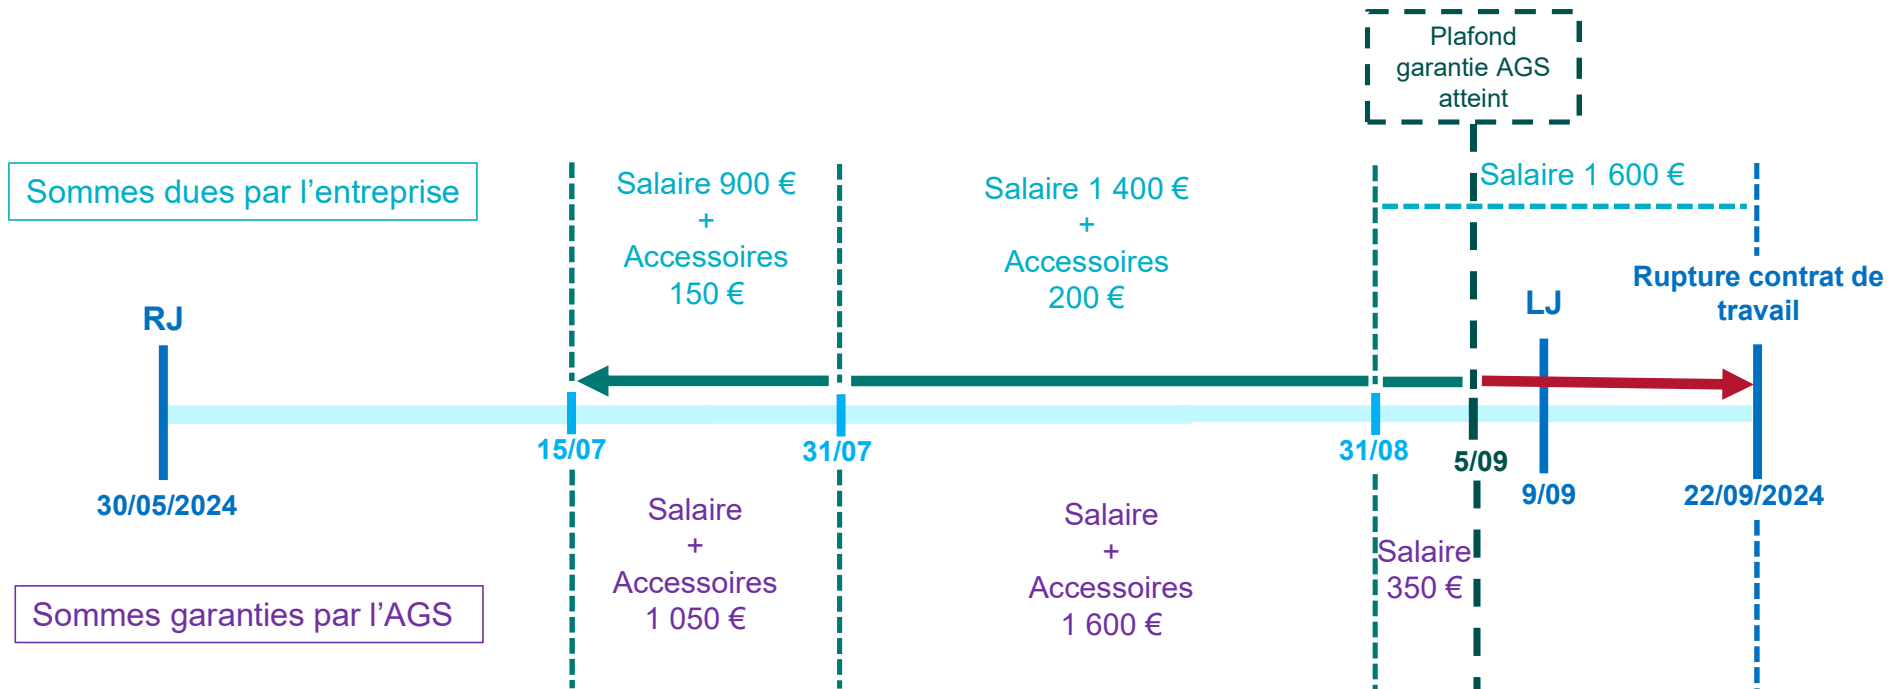 Plafond
garantie AGS
atteint
Sommes dues par l’entreprise
Salaire 900 €
+
Accessoires
150 €
Salaire 1 400 €
+
Accessoires
200 €
Salaire 1 600 €
RJ
LJ
Rupture contrat de
travail
15/07
31/07
31/08
5/09
30/05/2024
9/09
22/09/2024
Sommes garanties par l’AGS
Salaire
+
Accessoires
1 050 €
Salaire
+
Accessoires
1 600 €
Salaire
350 €